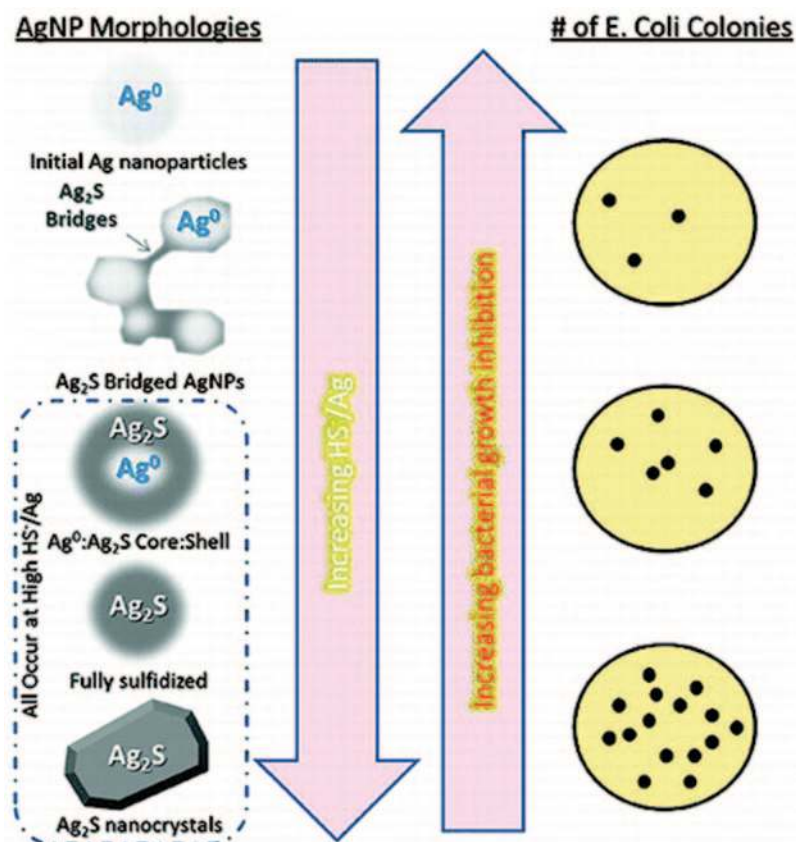 AgNP Morphologies
# of E. Coli Colonies
Ag⁰
Initial Ag nanoparticles
Ag₂S
Bridges
Ag⁰
Ag₂S Bridged AgNPs
All Occur at High HS⁻/Ag
Ag₂S
Ag⁰
Ag⁰:Ag₂S Core:Shell
Ag₂S
Fully sulfidized
Ag₂S
Ag₂S nanocrystals
Increasing HS⁻/Ag
Increasing bacterial growth inhibition